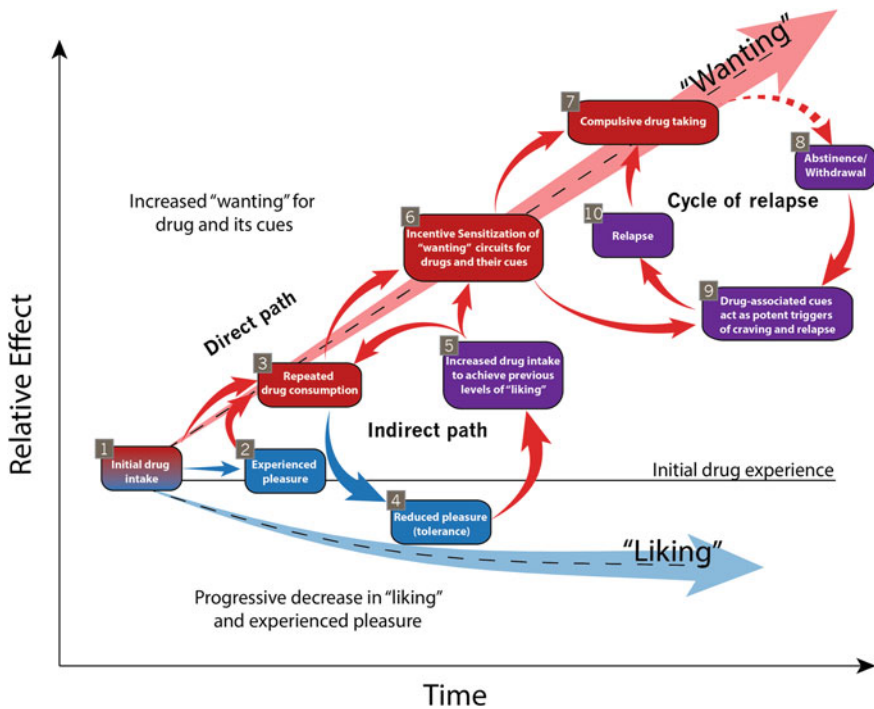 "Wanting"
7
Compulsive drug taking
8
Abstinence/
Withdrawal
Increased "wanting" for
drug and its cues
Cycle of relapse
6
Incentive Sensitization of
"wanting" circuits for
drugs and their cues
10
Relapse
9
Drug-associated cues
act as potent triggers
of craving and relapse
Direct path
3
Repeated
drug consumption
5
Increased drug intake
to achieve previous
levels of "liking"
Indirect path
1
Initial drug
intake
2
Experienced
pleasure
Initial drug experience
4
Reduced pleasure
(tolerance)
"Liking"
Progressive decrease in "liking"
and experienced pleasure
Relative Effect
Time